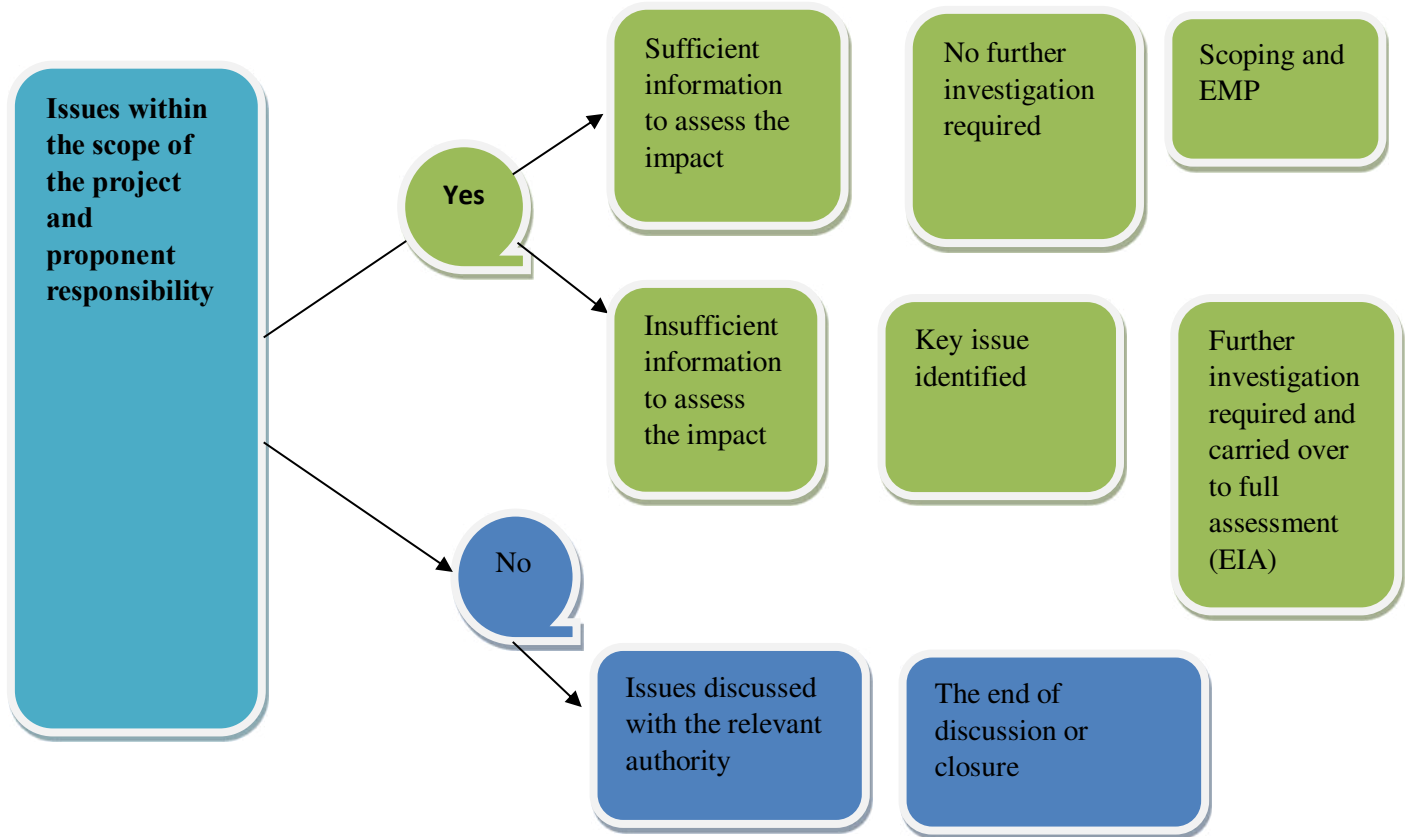 Issues within
the scope of
the project
and
proponent
responsibility
Yes
Sufficient
information
to assess the
impact
No further
investigation
required
Scoping and
EMP
Insufficient
information
to assess
the impact
Key issue
identified
Further
investigation
required and
carried over
to full
assessment
(EIA)
No
Issues discussed
with the relevant
authority
The end of
discussion or
closure